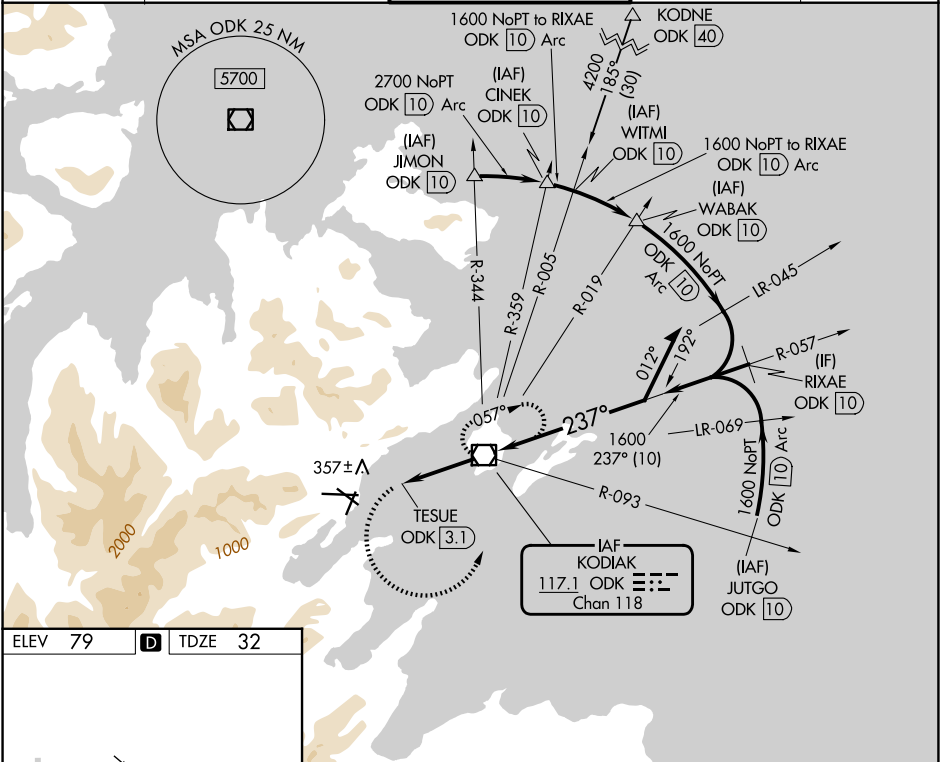 MSA ODK 25 NM
5700
1600 NoPT to RIXAE
ODK 10 Arc
KODNE
ODK 40
4200
185°
(30)
2700 NoPT
ODK 10 Arc
(IAF)
CINEK
ODK 10
(IAF)
WITMI
ODK 10
(IAF)
JIMON
ODK 10
1600 NoPT to RIXAE
ODK 10 Arc
(IAF)
WABAK
ODK 10
1600 NoPT
ODK 10
Arc
LR-045
R-344
R-359
R-005
R-019
012°
192°
R-057
(IF)
RIXAE
ODK 10
057°
237°
1600
237° (10)
LR-069
1600 NoPT
ODK 10 Arc
R-093
357±
TESUE
ODK 3.1
2000
1000
IAF
KODIAK
117.1 ODK
Chan 118
(IAF)
JUTGO
ODK 10
ELEV 79 D TDZE 32